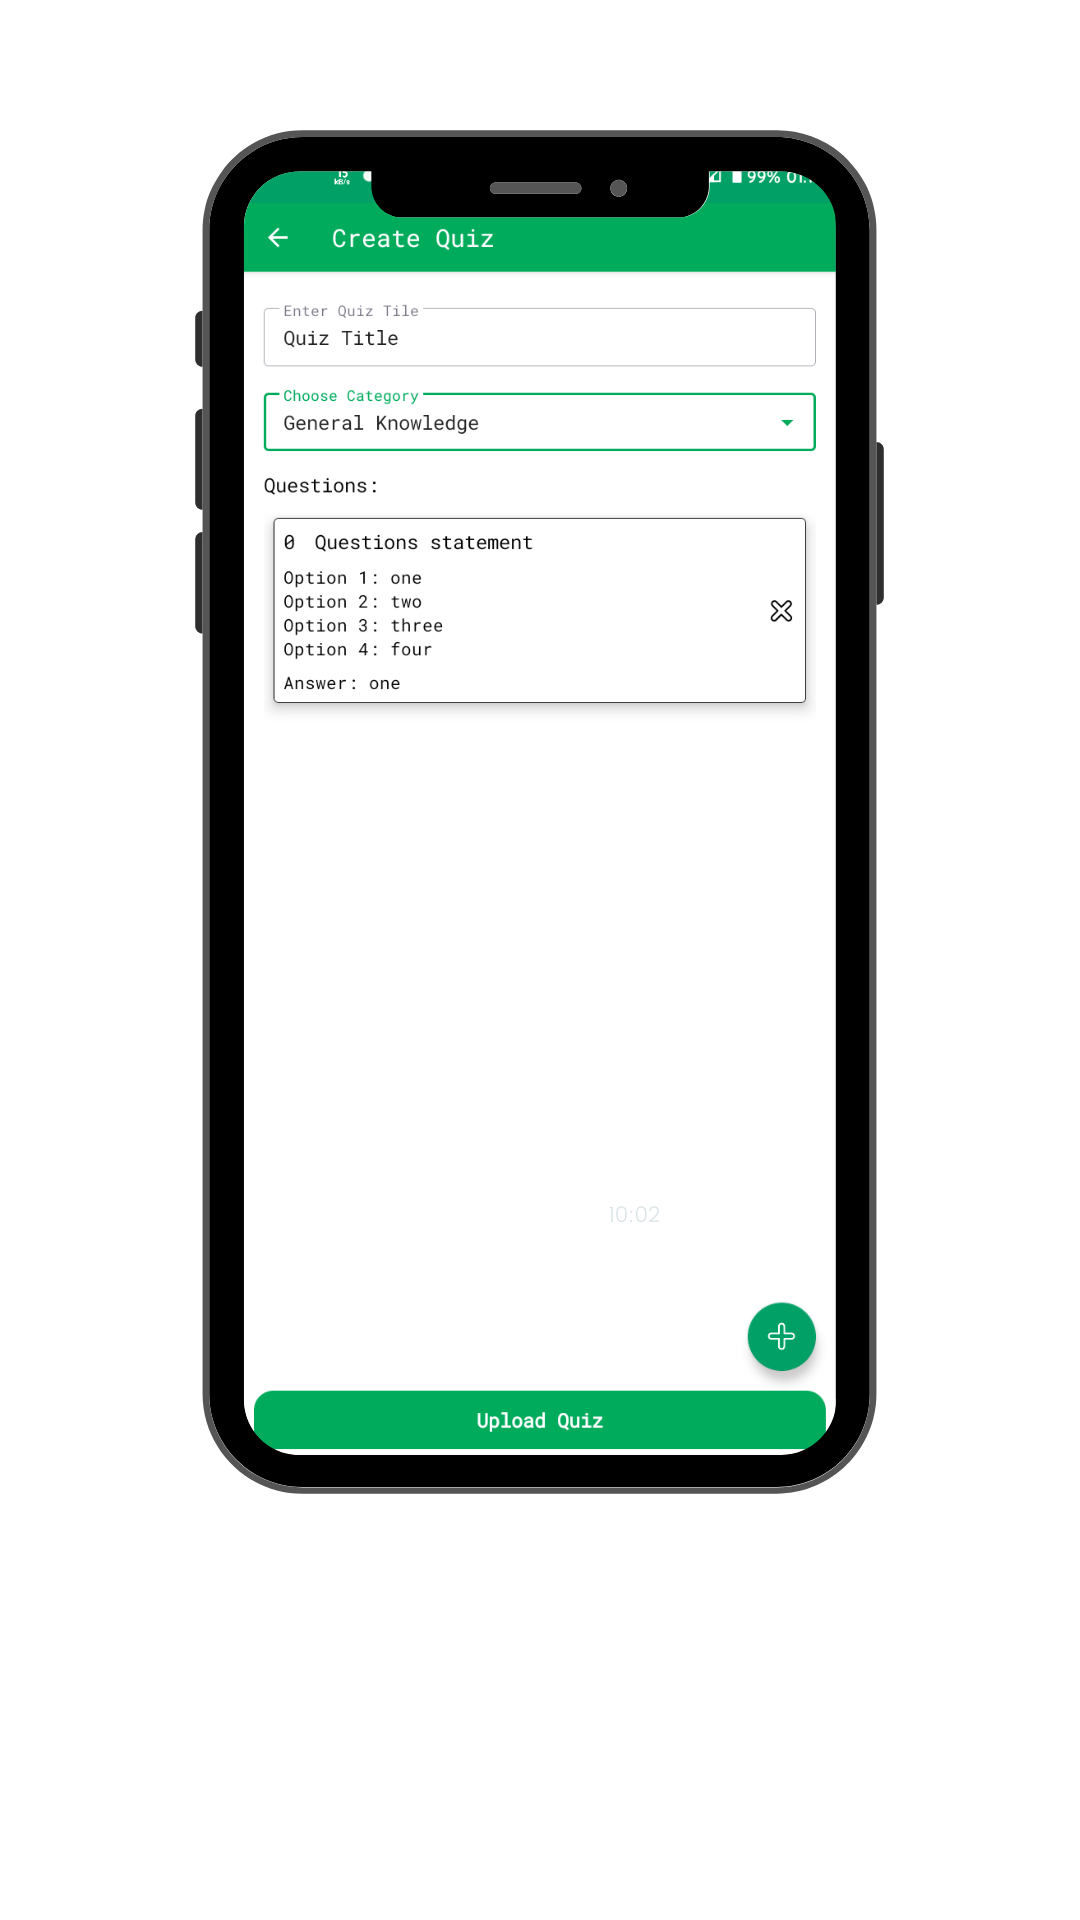 15
kB/s
99%
Create Quiz
Enter Quiz Tile
Quiz Title
Choose Category
General Knowledge
Questions:
0 Questions statement
Option 1: one
Option 2: two
Option 3: three
Option 4: four
Answer: one
10:02
Upload Quiz